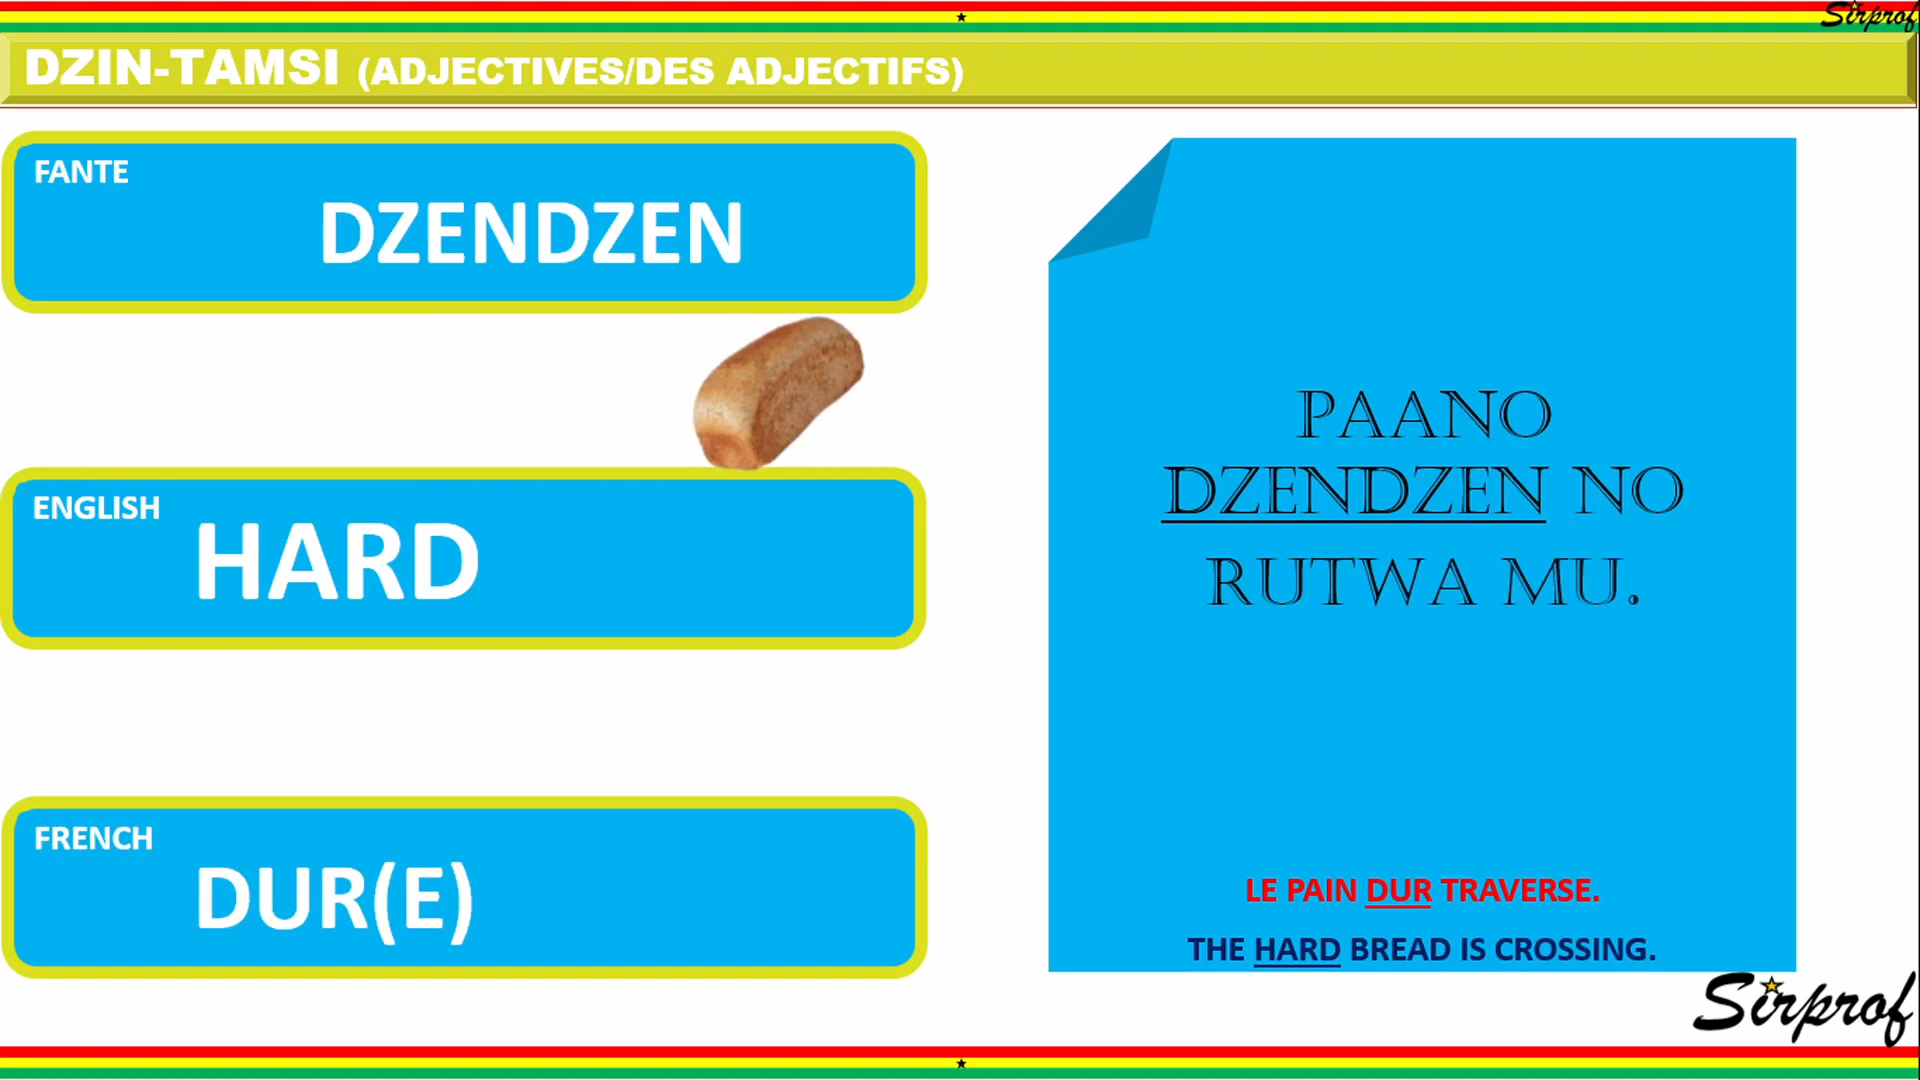 Sirprof
DZIN-TAMSI (ADJECTIVES/DES ADJECTIFS)
FANTE
DZENDZEN
ENGLISH
HARD
FRENCH
DUR(E)
PAANO
DZENDZEN NO
RUTWA MU.
LE PAIN DUR TRAVERSE.
THE HARD BREAD IS CROSSING.
Sirprof